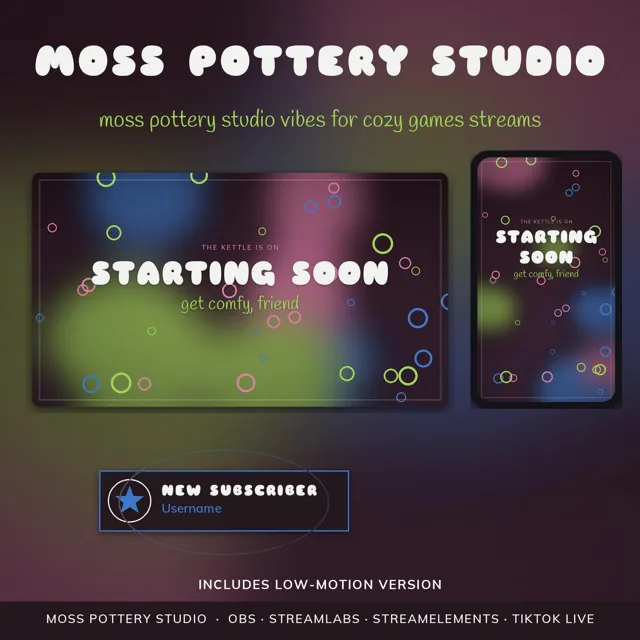 MOSS POTTERY STUDIO
moss pottery studio vibes for cozy games streams
THE KETTLE IS ON
STARTING SOON
get comfy, friend
THE KETTLE IS ON
STARTING
SOON
get comfy, friend
NEW SUBSCRIBER
Username
INCLUDES LOW-MOTION VERSION
MOSS POTTERY STUDIO · OBS · STREAMLABS · STREAMELEMENTS · TIKTOK LIVE